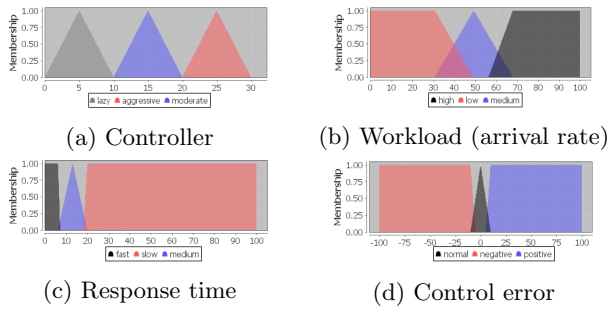 Membership
1.00
0.75
0.50
0.25
0.00
0 5 10 15 20 25 30
lazy aggressive moderate
(a) Controller
Membership
1.00
0.75
0.50
0.25
0.00
0 10 20 30 40 50 60 70 80 90 100
high low medium
(b) Workload (arrival rate)
Membership
1.00
0.75
0.50
0.25
0.00
0 10 20 30 40 50 60 70 80 90 100
fast slow medium
(c) Response time
Membership
1.00
0.75
0.50
0.25
0.00
-100 -75 -50 -25 0 25 50 75 100
normal negative positive
(d) Control error